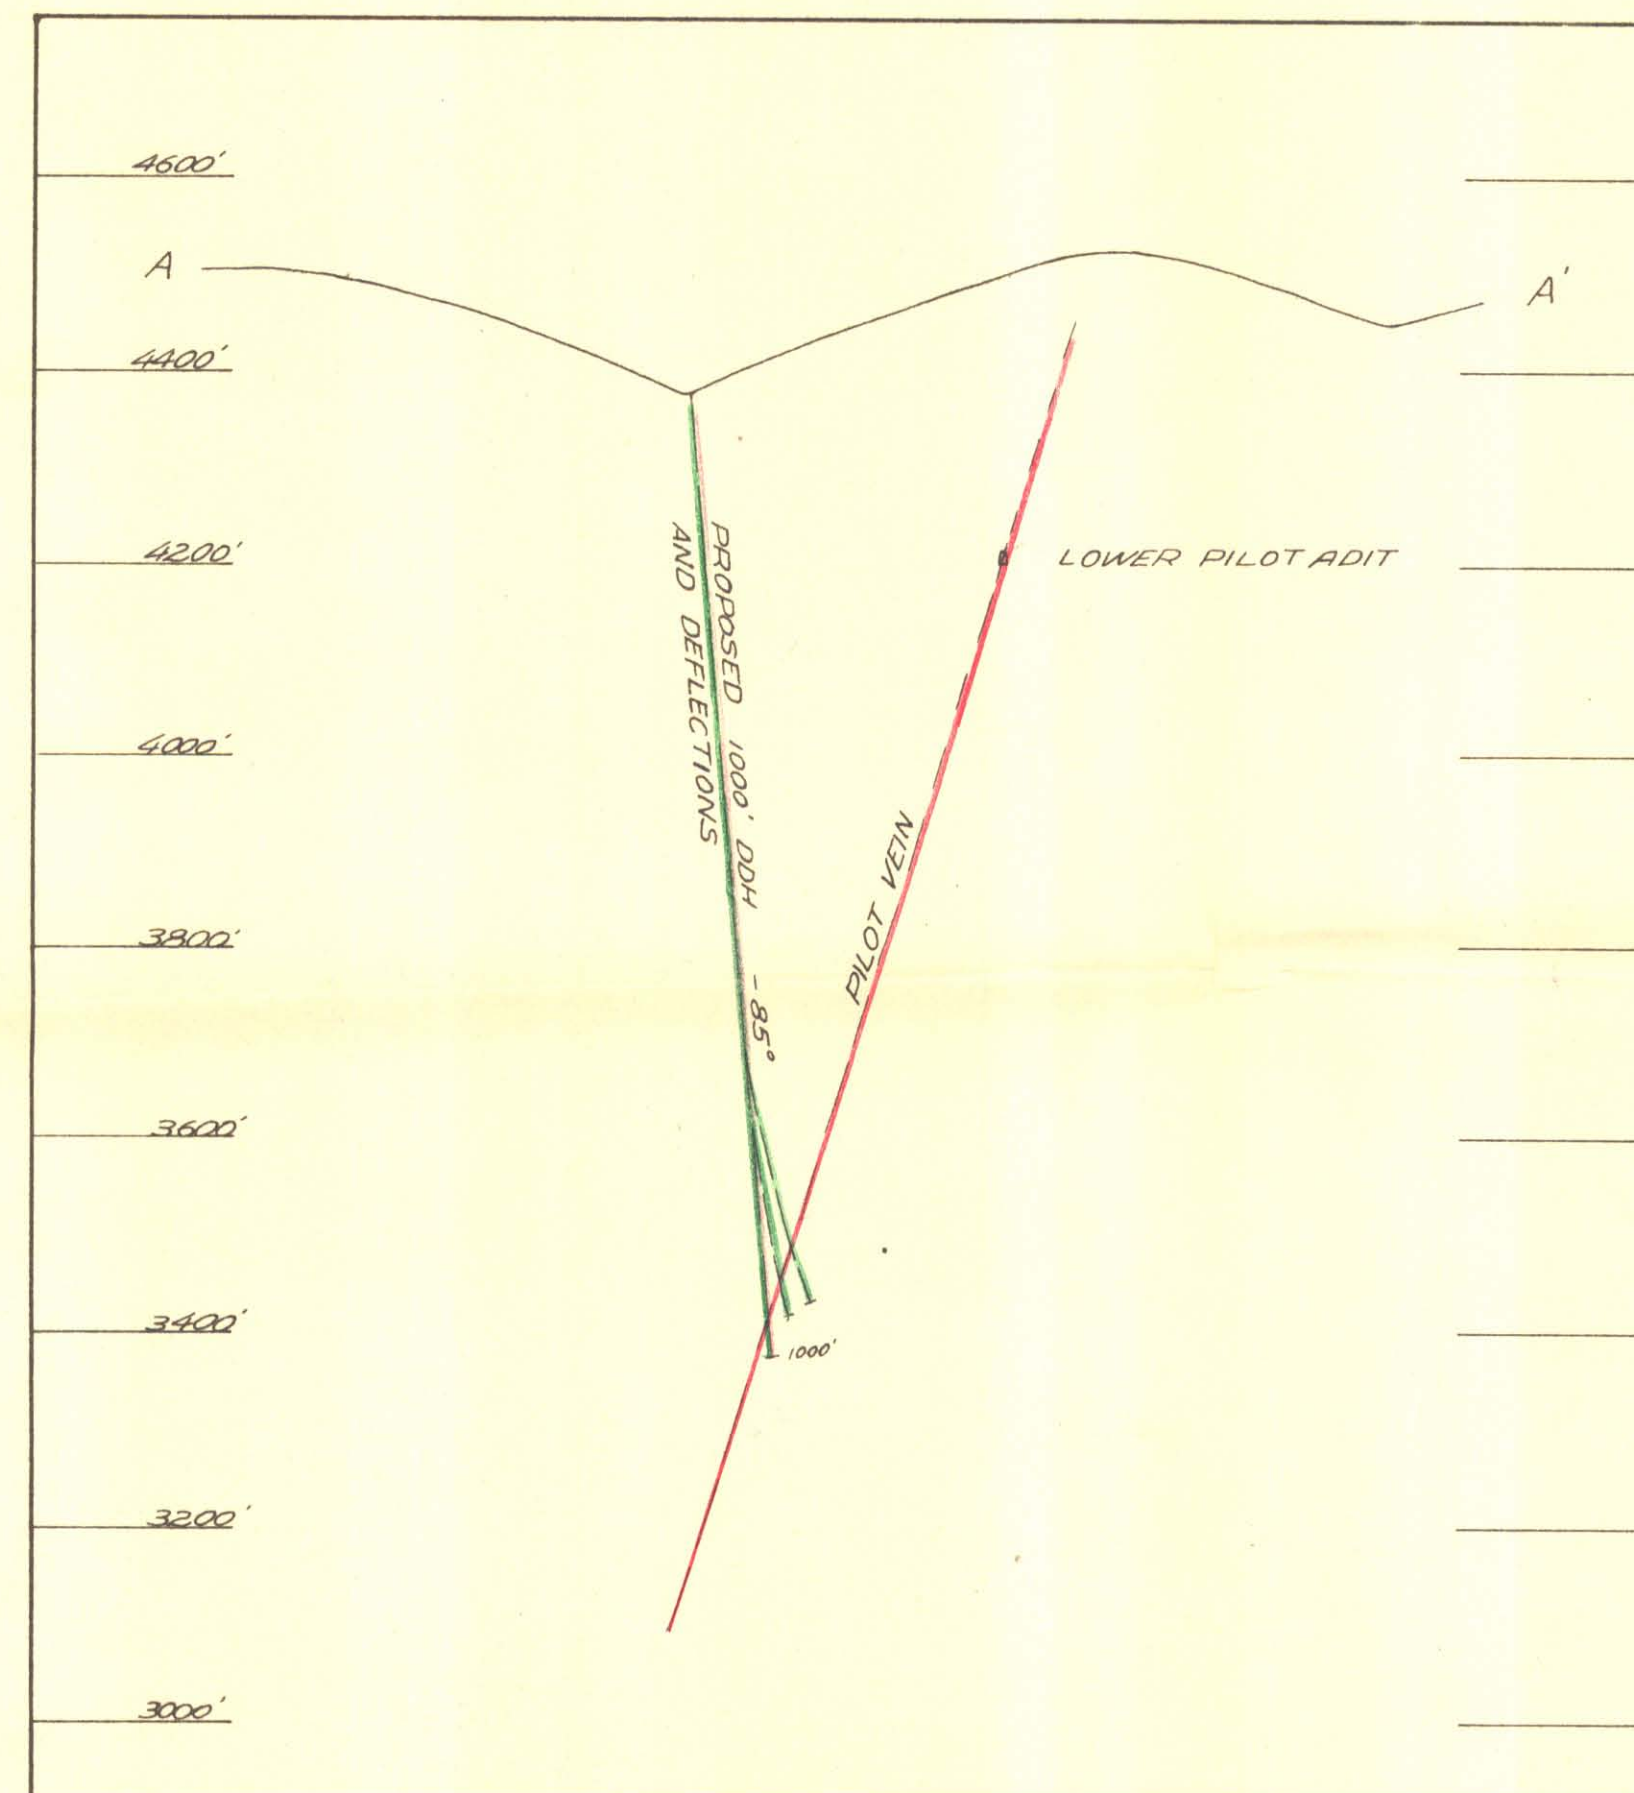 4600'
A
A'
4400'
4200'
LOWER PILOT ADIT
PROPOSED 1000' DDH -85°
AND DEFLECTIONS
4000'
PILOT VEIN
3800'
3600'
3400'
1000'
3200'
3000'